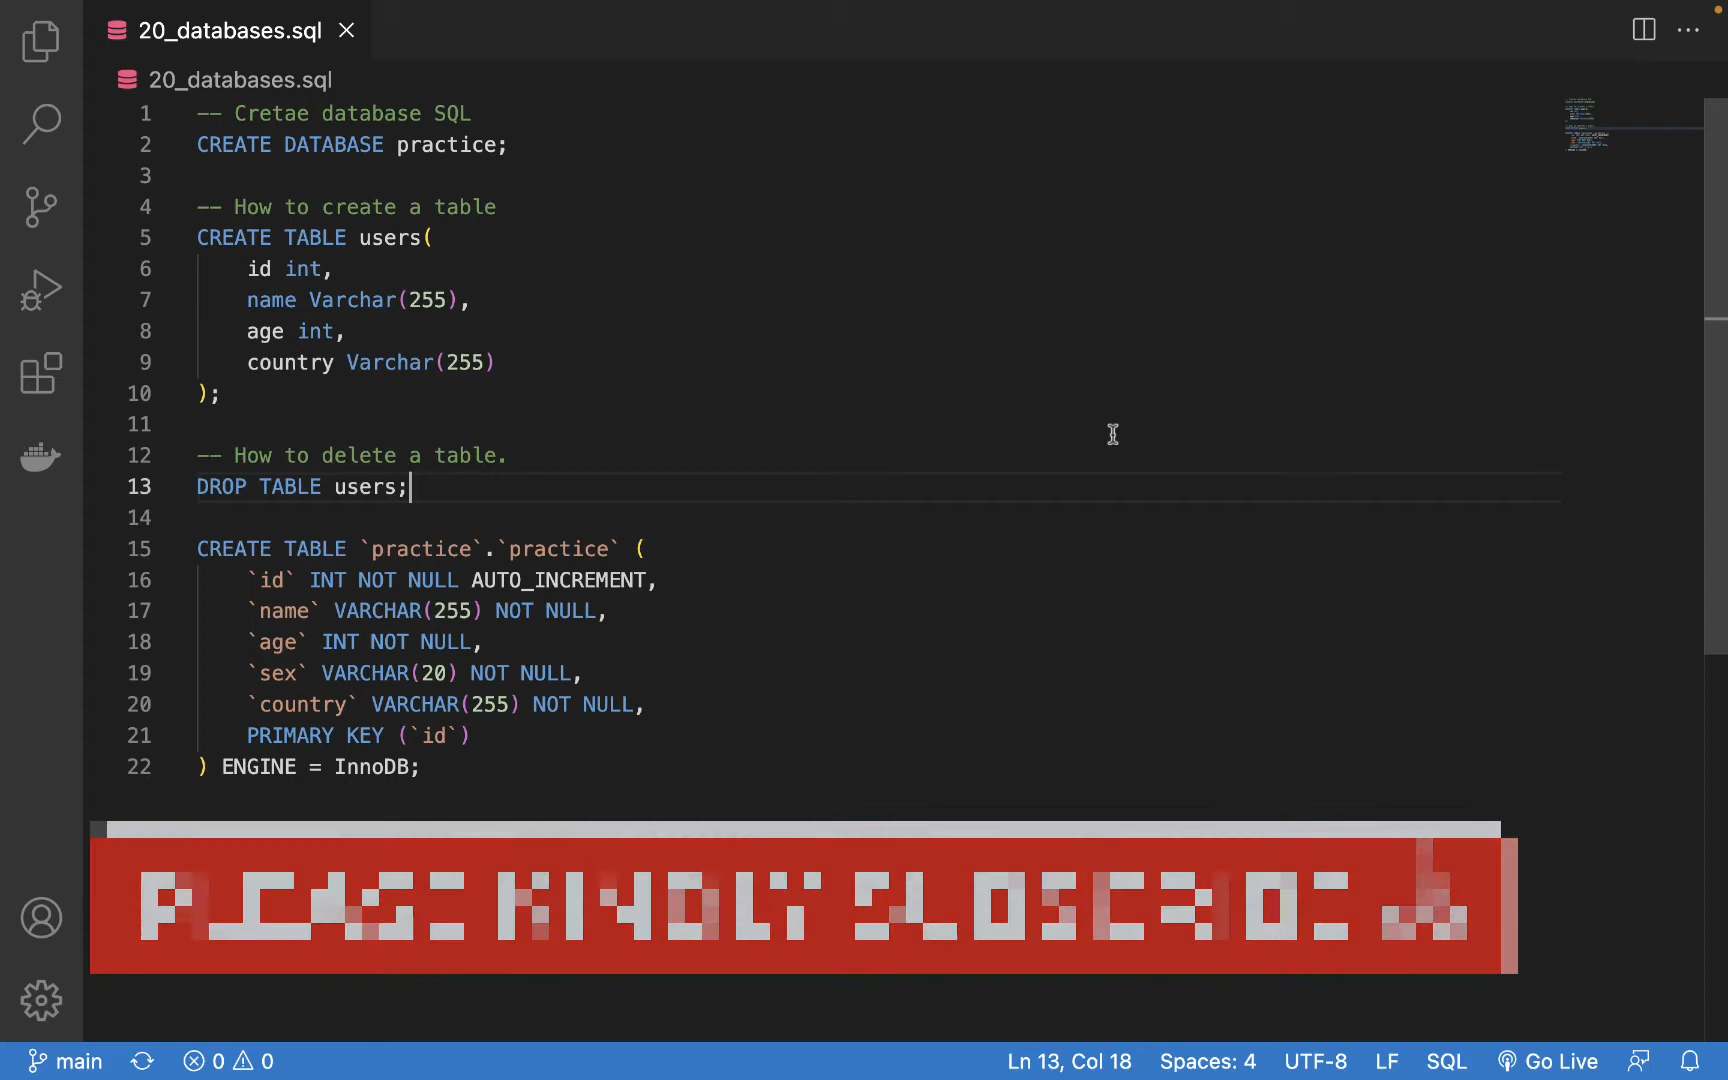 20_databases.sql
20_databases.sql
1 -- Cretae database SQL
2 CREATE DATABASE practice;
3
4 -- How to create a table
5 CREATE TABLE users(
6 id int,
7 name Varchar(255),
8 age int,
9 country Varchar(255)
10 );
11
12 -- How to delete a table.
13 DROP TABLE users;
14
15 CREATE TABLE `practice`.`practice` (
16 `id` INT NOT NULL AUTO_INCREMENT,
17 `name` VARCHAR(255) NOT NULL,
18 `age` INT NOT NULL,
19 `sex` VARCHAR(20) NOT NULL,
20 `country` VARCHAR(255) NOT NULL,
21 PRIMARY KEY (`id`)
22 ) ENGINE = InnoDB;
main 0 0 Ln 13, Col 18 Spaces: 4 UTF-8 LF SQL Go Live